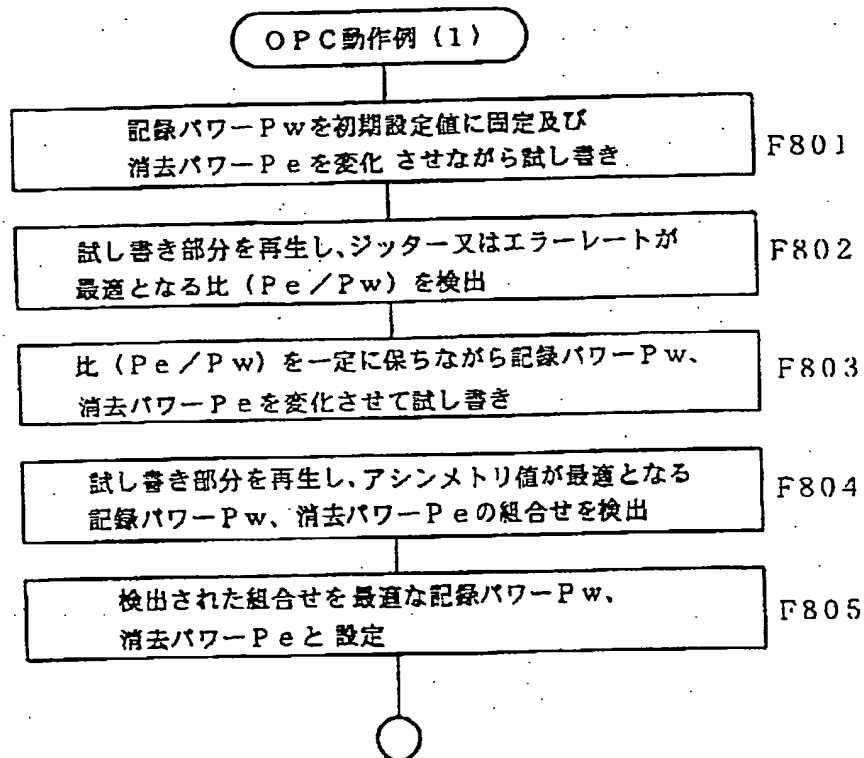 OPC動作例(1)
記録パワーPwを初期設定値に固定及び
消去パワーPeを変化させながら試し書き
F801
試し書き部分を再生し、ジッター又はエラーレートが
最適となる比(Pe/Pw)を検出
F802
比(Pe/Pw)を一定に保ちながら記録パワーPw、
消去パワーPeを変化させて試し書き
F803
試し書き部分を再生し、アシンメトリ値が最適となる
記録パワーPw、消去パワーPeの組合せを検出
F804
検出された組合せを最適な記録パワーPw、
消去パワーPeと設定
F805